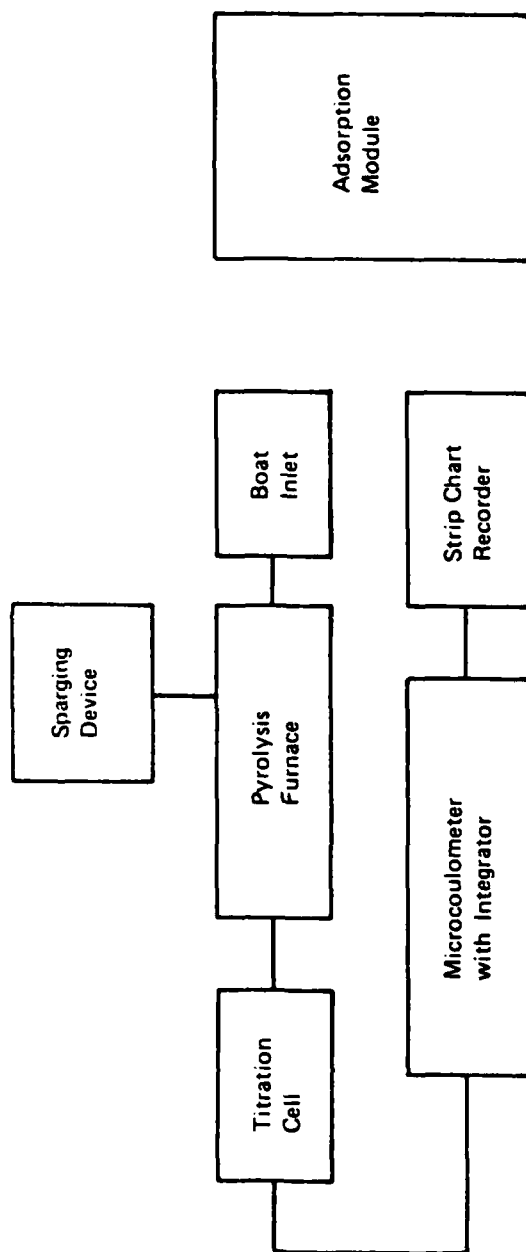 Sparging
Device
Titration
Cell
Pyrolysis
Furnace
Boat
Inlet
Microcoulometer
with Integrator
Strip Chart
Recorder
Adsorption
Module